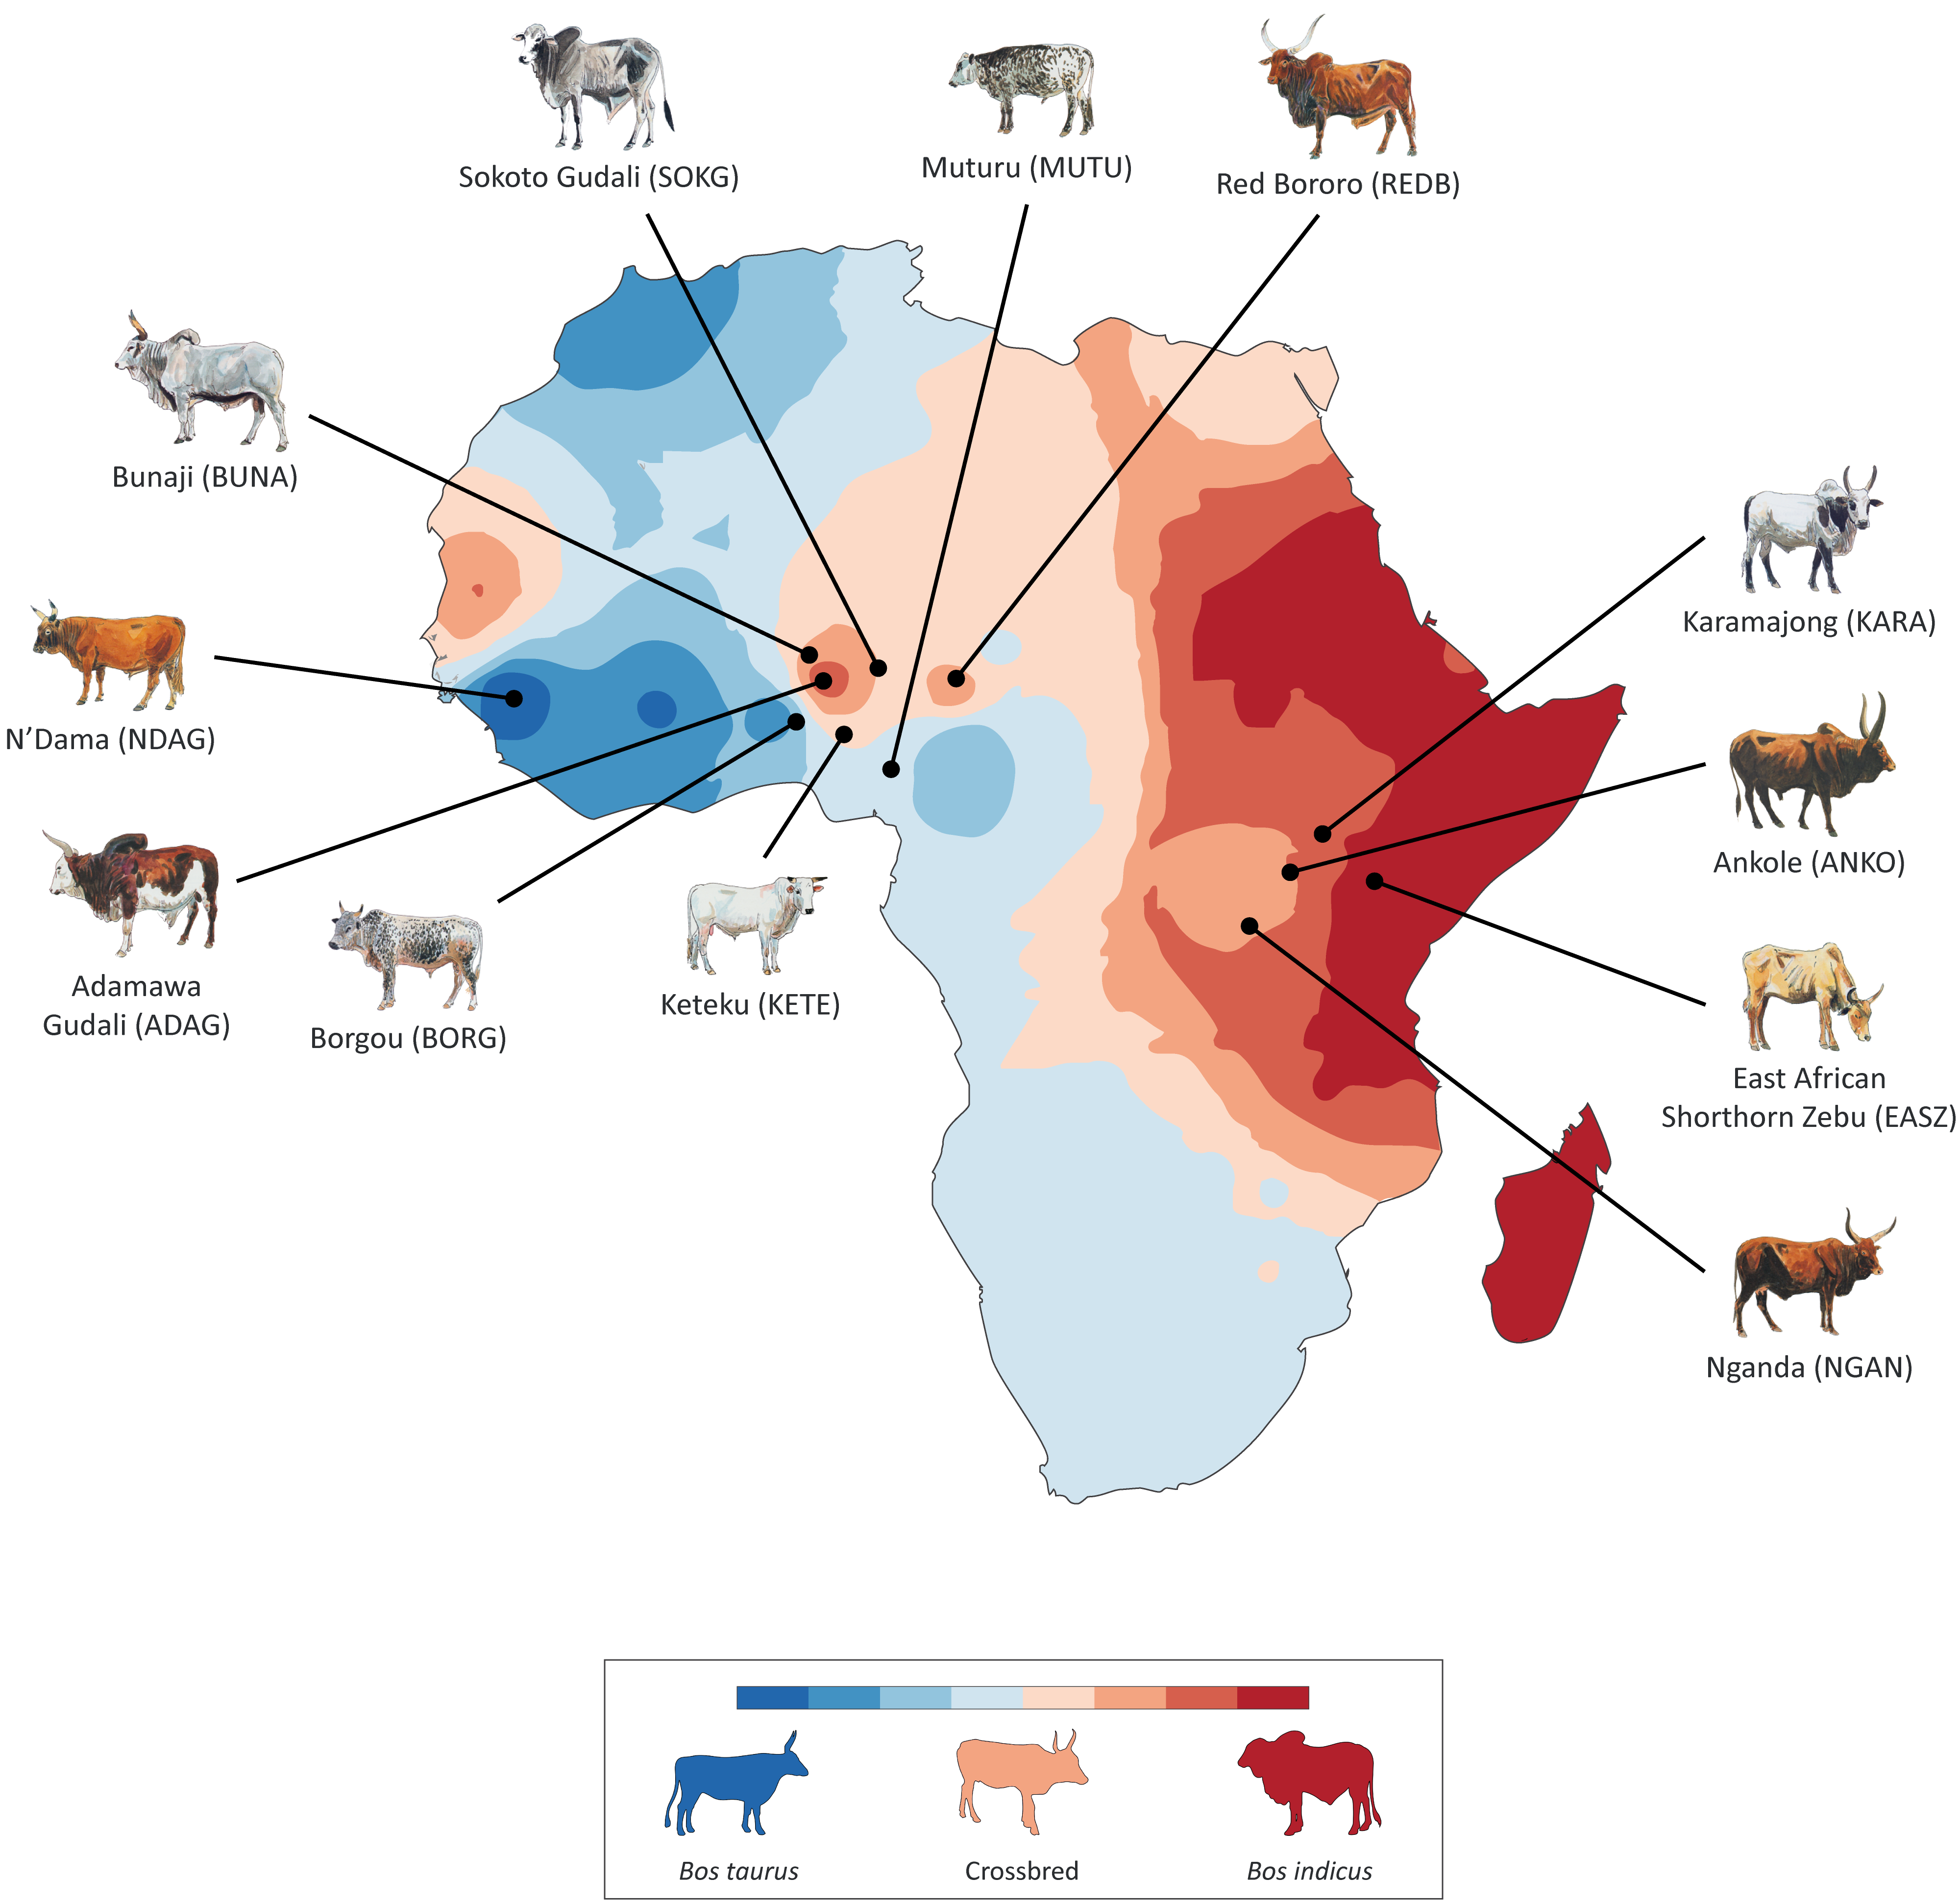 Sokoto Gudali (SOKG)
Muturu (MUTU)
Red Bororo (REDB)
Bunaji (BUNA)
Karamajong (KARA)
N’Dama (NDAG)
Ankole (ANKO)
Adamawa
Gudali (ADAG)
Borgou (BORG)
Keteku (KETE)
East African
Shorthorn Zebu (EASZ)
Nganda (NGAN)
Bos taurus
Crossbred
Bos indicus